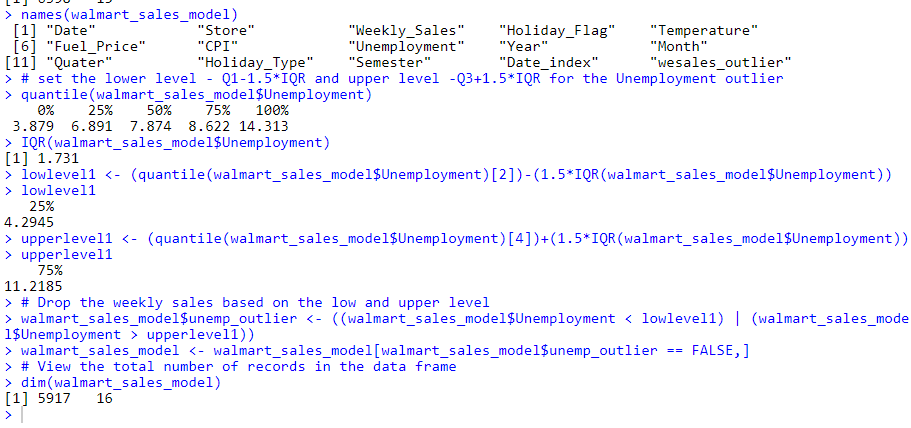 > names(walmart_sales_model)
[1] "Date" "Store" "Weekly_Sales" "Holiday_Flag" "Temperature"
[6] "Fuel_Price" "CPI" "Unemployment" "Year" "Month"
[11] "Quater" "Holiday_Type" "Semester" "Date_index" "wesales_outlier"
> # set the lower level - Q1-1.5*IQR and upper level -Q3+1.5*IQR for the Unemployment outlier
> quantile(walmart_sales_model$Unemployment)
0% 25% 50% 75% 100%
3.879 6.891 7.874 8.622 14.313
> IQR(walmart_sales_model$Unemployment)
[1] 1.731
> lowlevel1 <- (quantile(walmart_sales_model$Unemployment)[2])-(1.5*IQR(walmart_sales_model$Unemployment))
> lowlevel1
25%
4.2945
> upperlevel1 <- (quantile(walmart_sales_model$Unemployment)[4])+(1.5*IQR(walmart_sales_model$Unemployment))
> upperlevel1
75%
11.2185
> # Drop the weekly sales based on the low and upper level
> walmart_sales_model$unemp_outlier <- ((walmart_sales_model$Unemployment < lowlevel1) | (walmart_sales_mode
l$Unemployment > upperlevel1))
> walmart_sales_model <- walmart_sales_model[walmart_sales_model$unemp_outlier == FALSE,]
> # View the total number of records in the data frame
> dim(walmart_sales_model)
[1] 5917 16
>